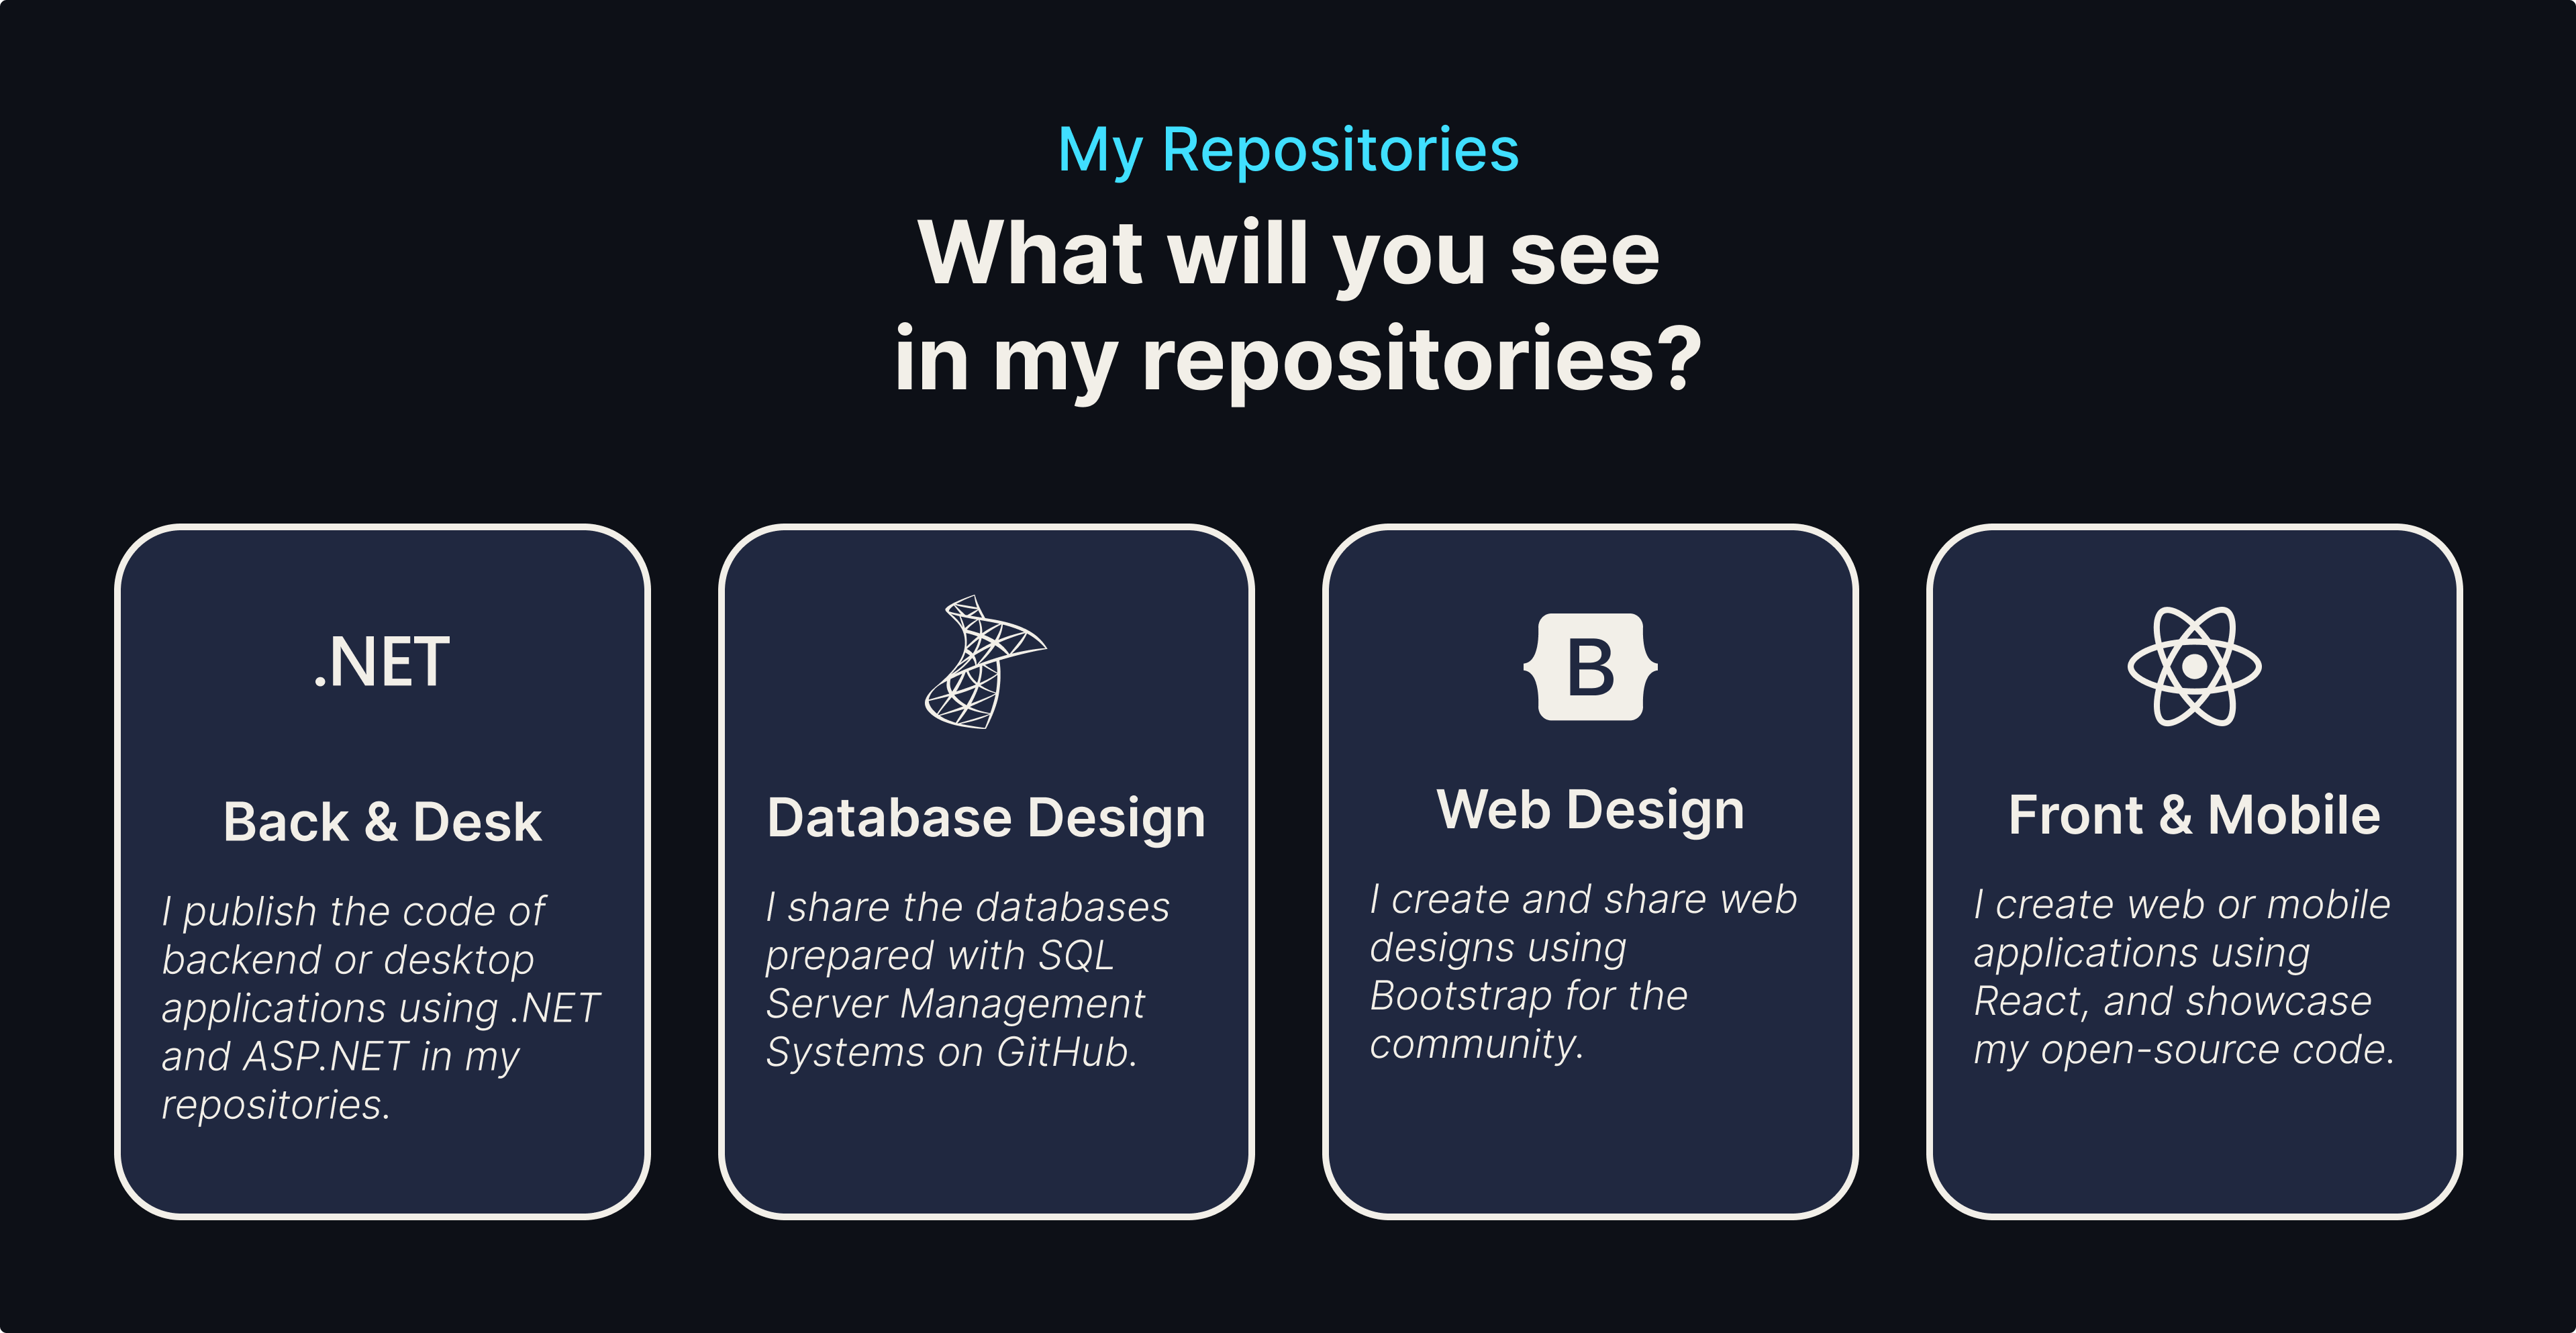 My Repositories
What will you see
in my repositories?
.NET
Back & Desk
I publish the code of
backend or desktop
applications using .NET
and ASP.NET in my
repositories.
Database Design
I share the databases
prepared with SQL
Server Management
Systems on GitHub.
B
Web Design
I create and share web
designs using
Bootstrap for the
community.
Front & Mobile
I create web or mobile
applications using
React, and showcase
my open-source code.